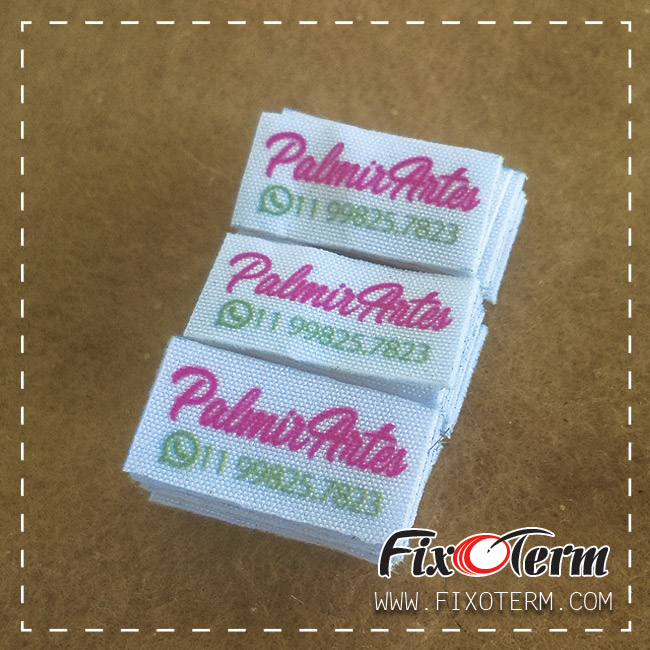 PalmirArtes
11 99825.7823
PalmirArtes
11 99825.7823
PalmirArtes
11 99825.7823
FixOTerm
WWW.FIXOTERM.COM